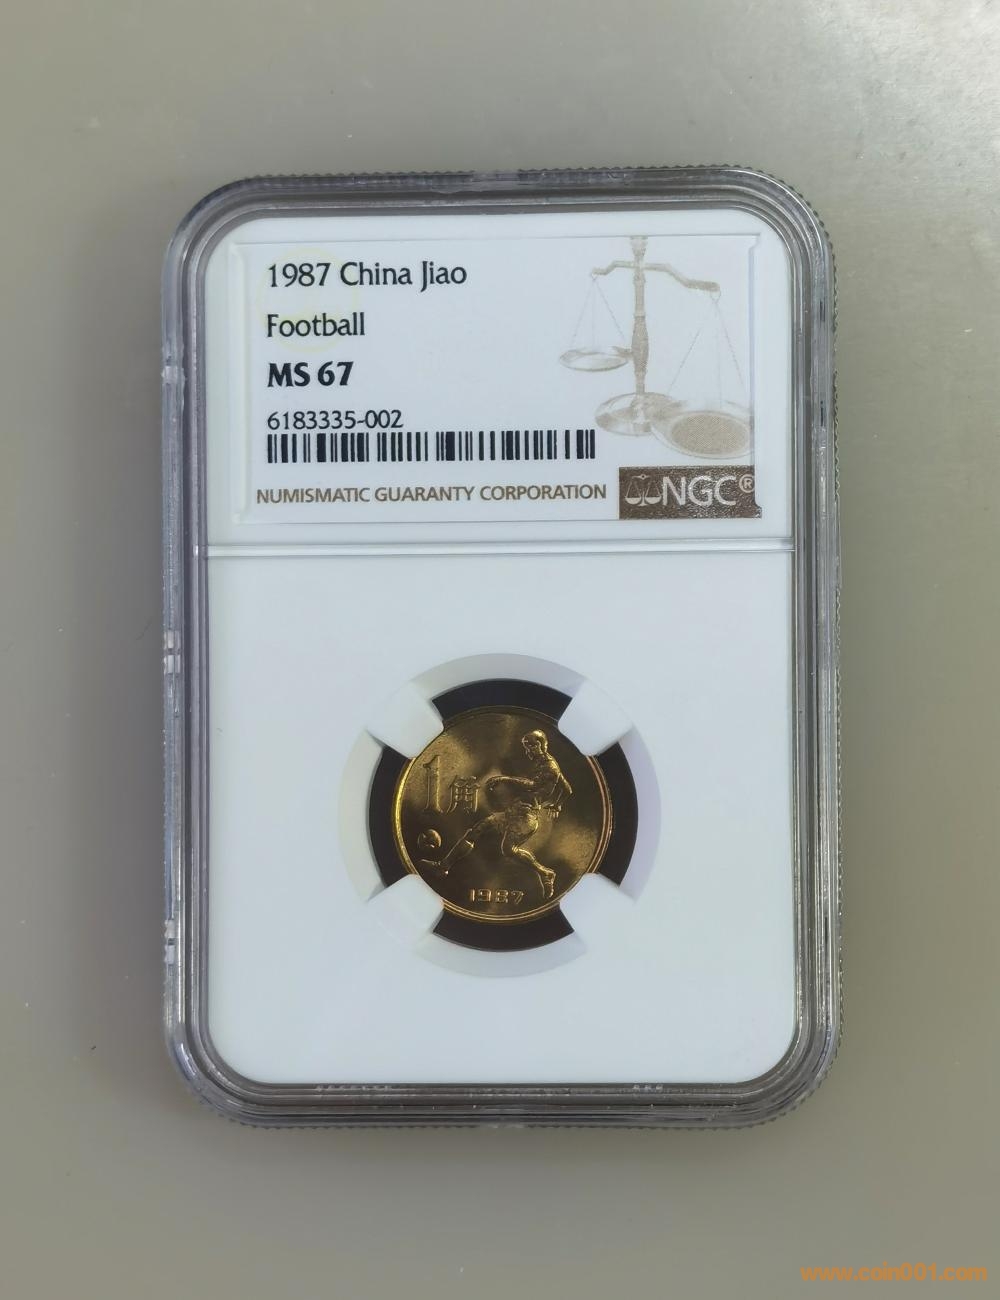 1987 China Jiao
Football
MS 67
6183335-002
NUMISMATIC GUARANTY CORPORATION
NGC®
1角
1987
www.coin001.com